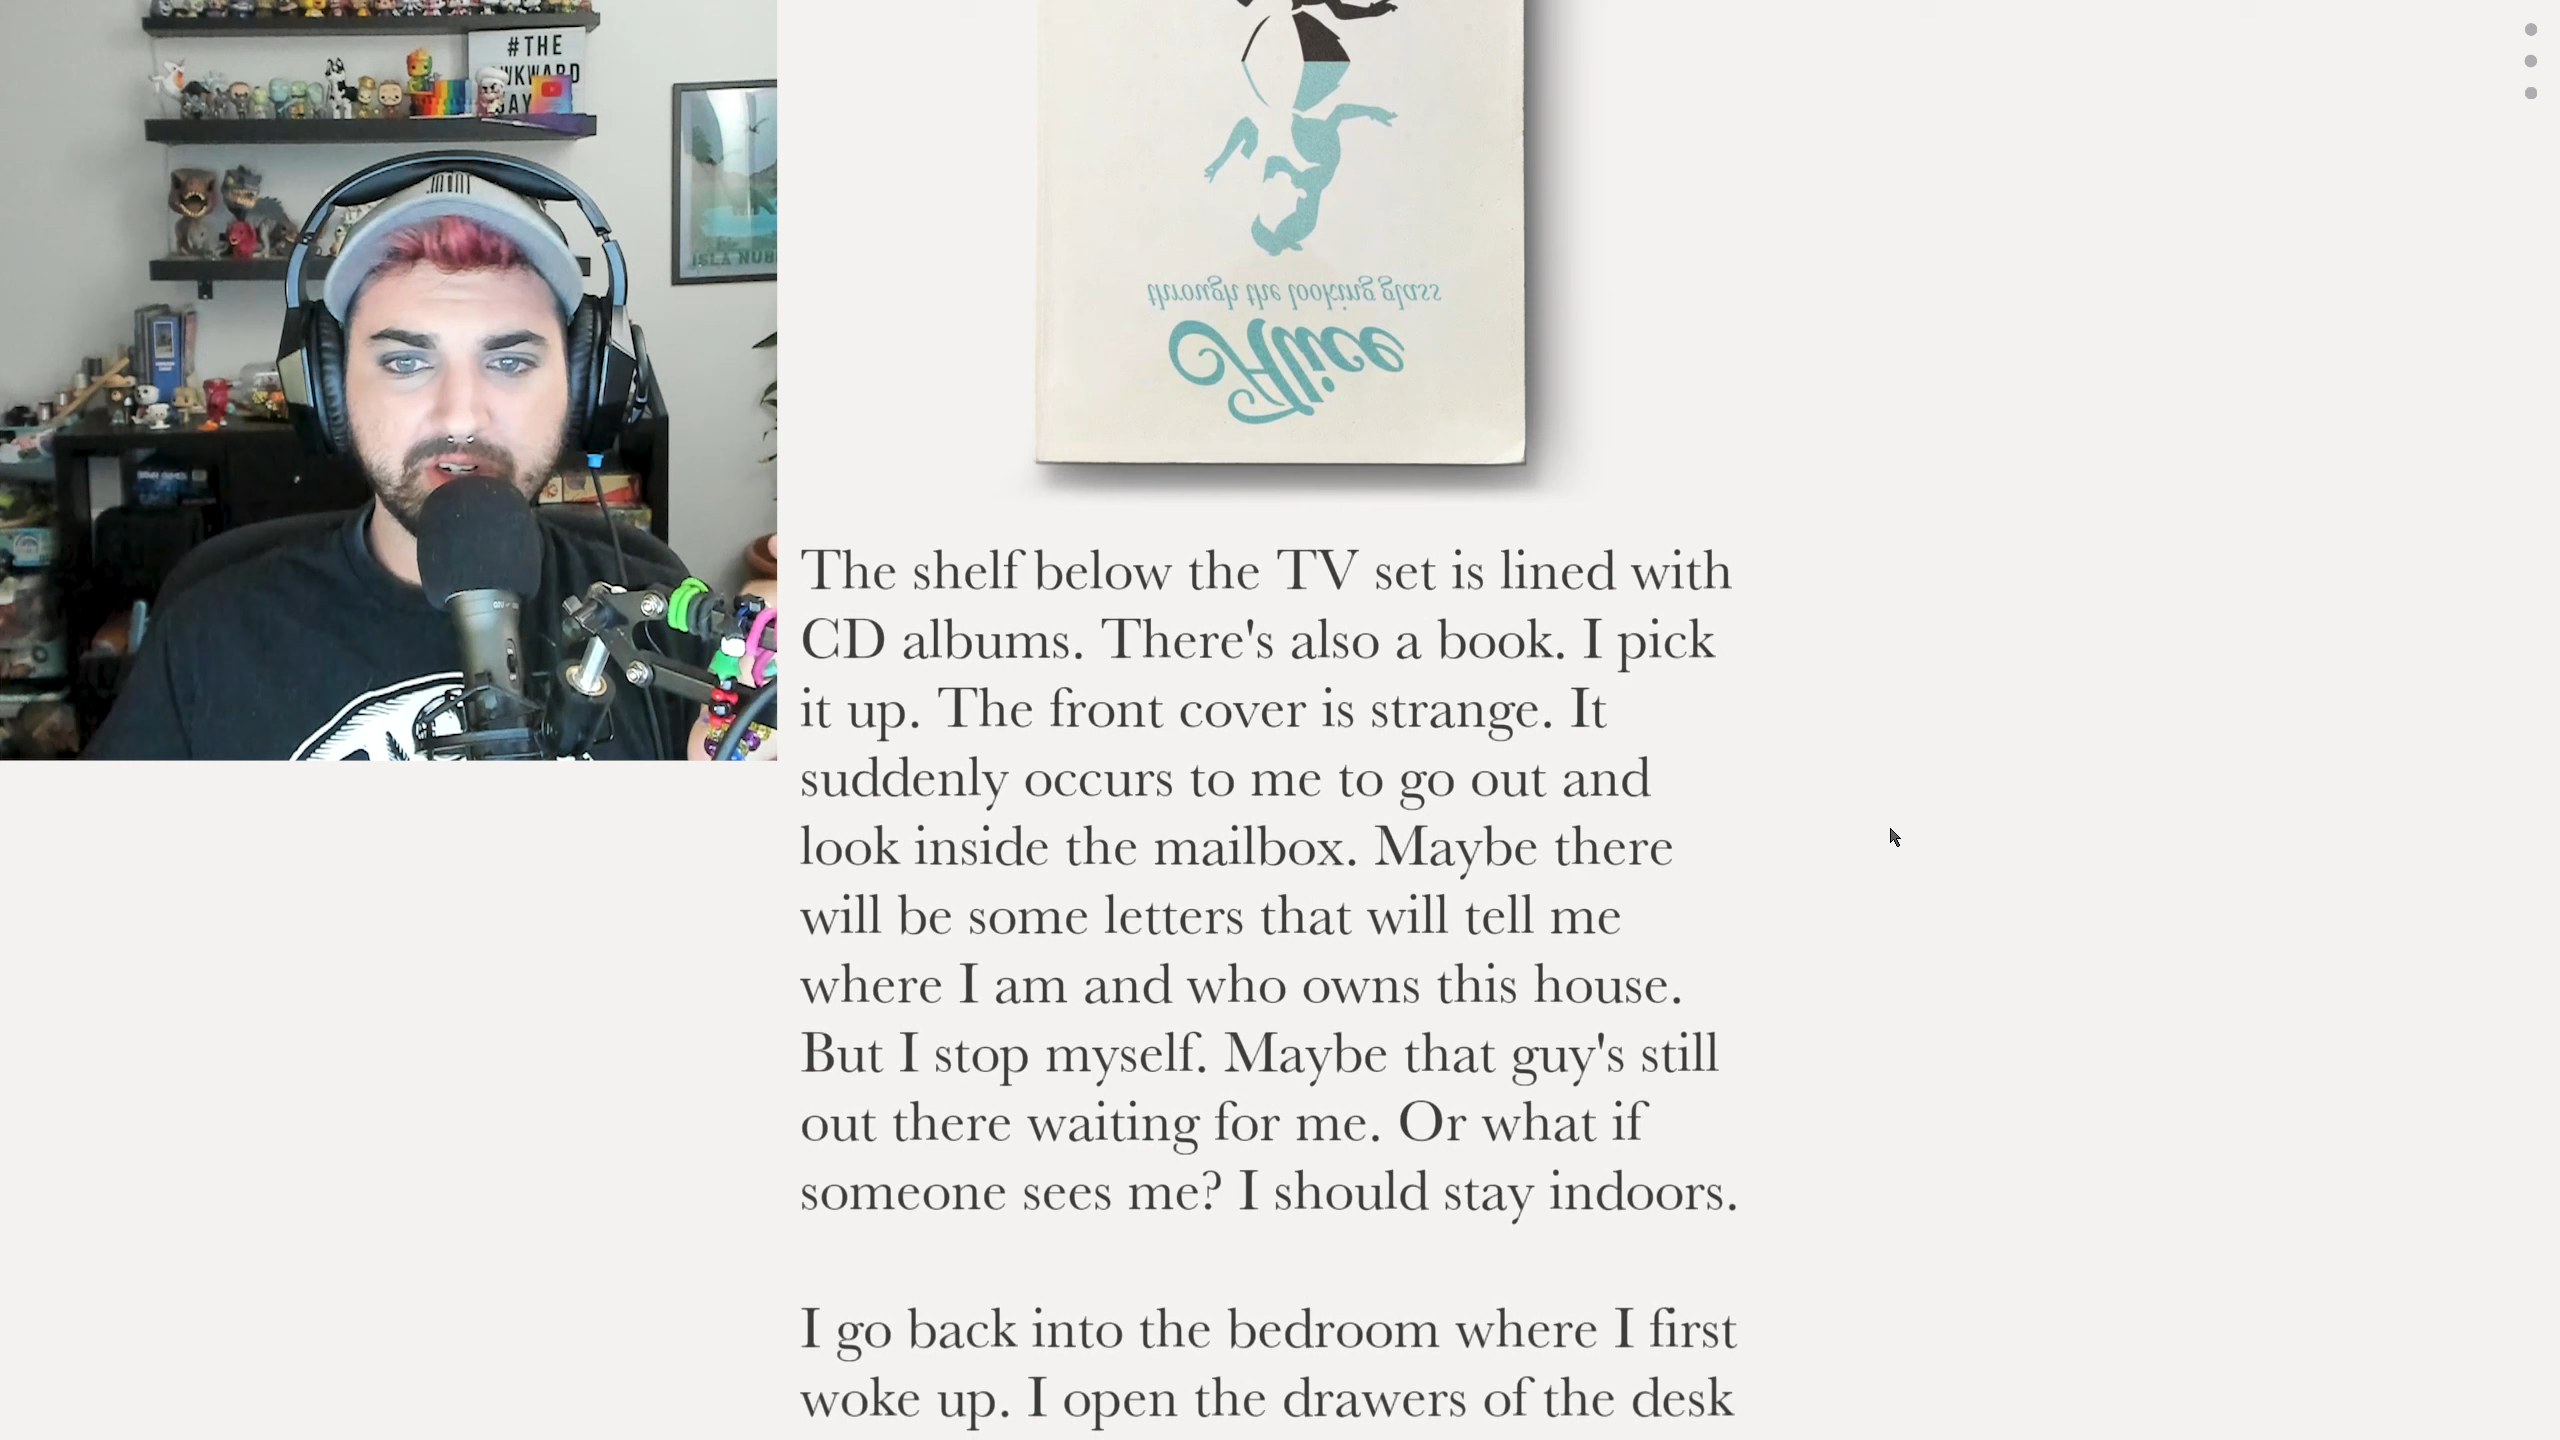 #THE
WKWARD
JAY
ISLA NUB
through the looking glass
Alice
The shelf below the TV set is lined with
CD albums. There's also a book. I pick
it up. The front cover is strange. It
suddenly occurs to me to go out and
look inside the mailbox. Maybe there
will be some letters that will tell me
where I am and who owns this house.
But I stop myself. Maybe that guy's still
out there waiting for me. Or what if
someone sees me? I should stay indoors.
I go back into the bedroom where I first
woke up. I open the drawers of the desk